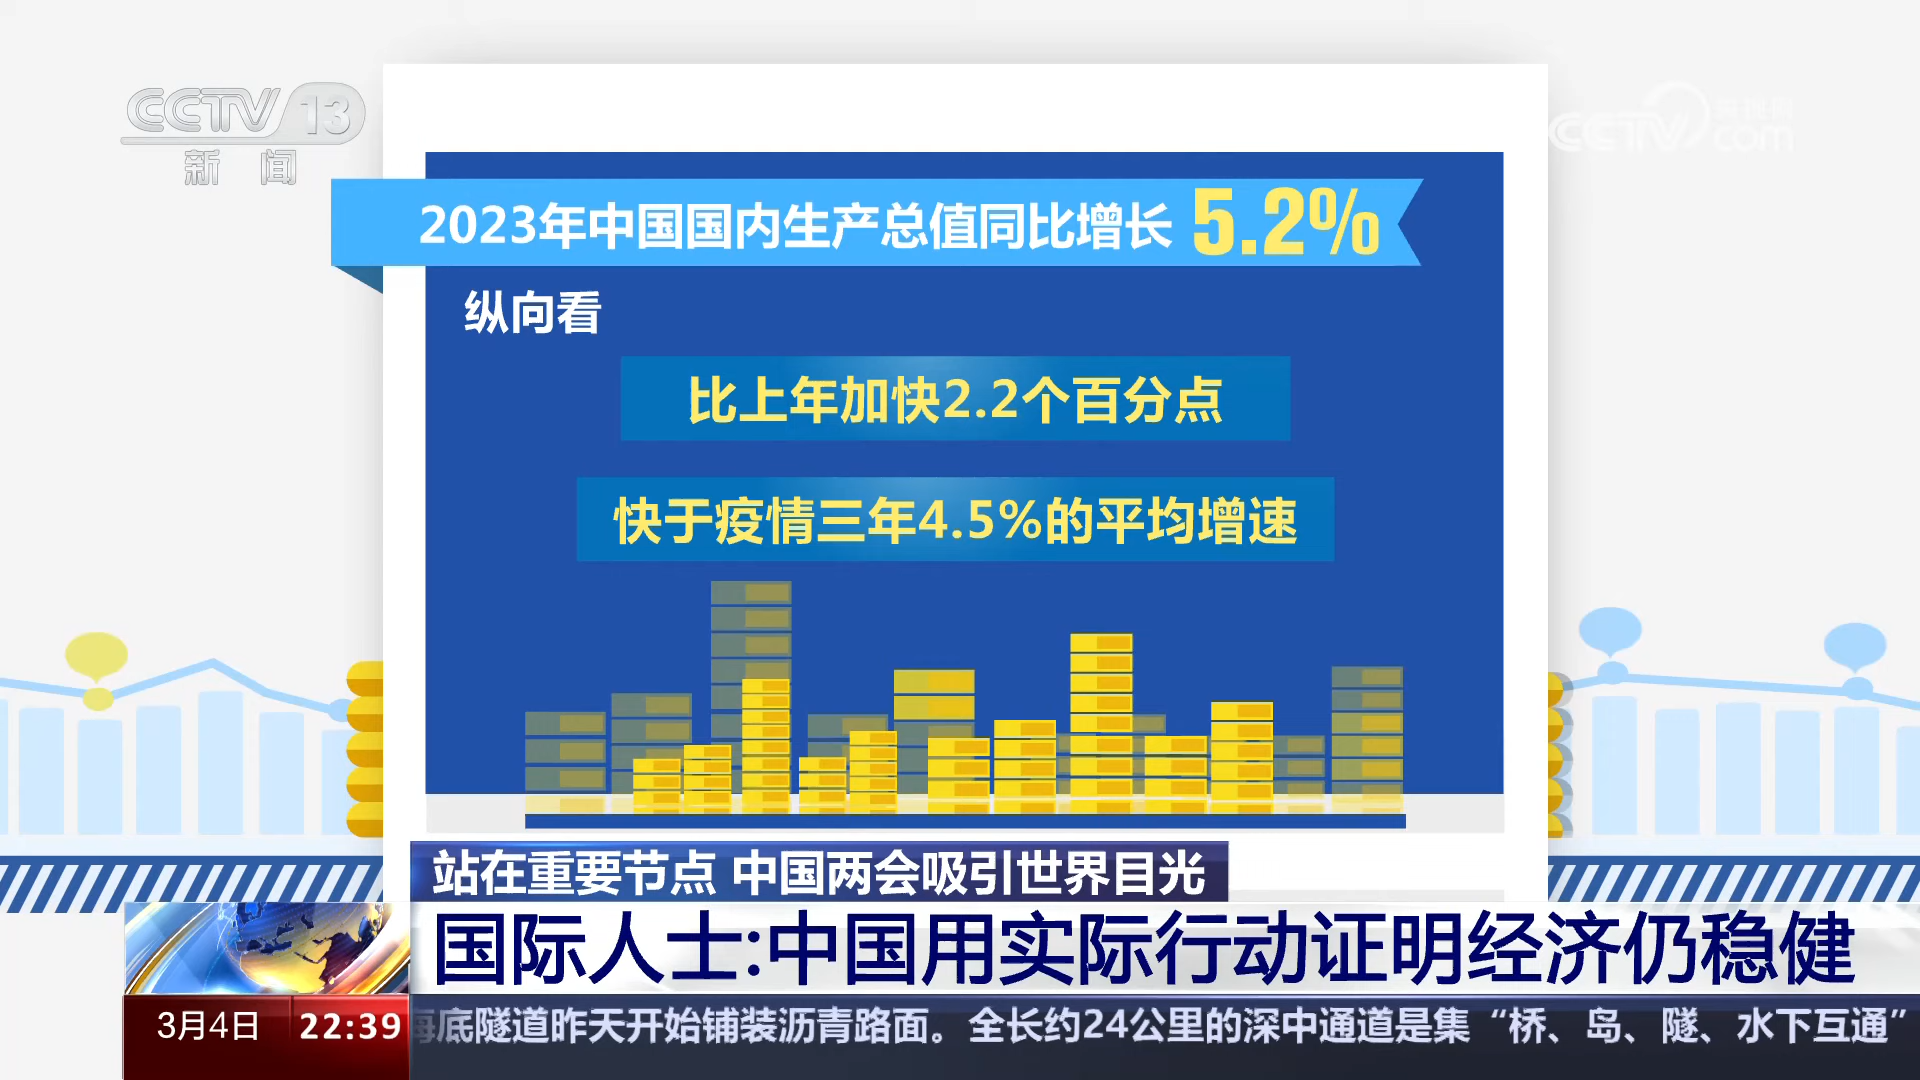 CCTV 13
新闻
CCTV 央视网
com
2023年中国国内生产总值同比增长 5.2%
纵向看
比上年加快2.2个百分点
快于疫情三年4.5%的平均增速
站在重要节点 中国两会吸引世界目光
国际人士:中国用实际行动证明经济仍稳健
3月4日 22:39
海底隧道昨天开始铺装沥青路面。全长约24公里的深中通道是集“桥、岛、隧、水下互通”